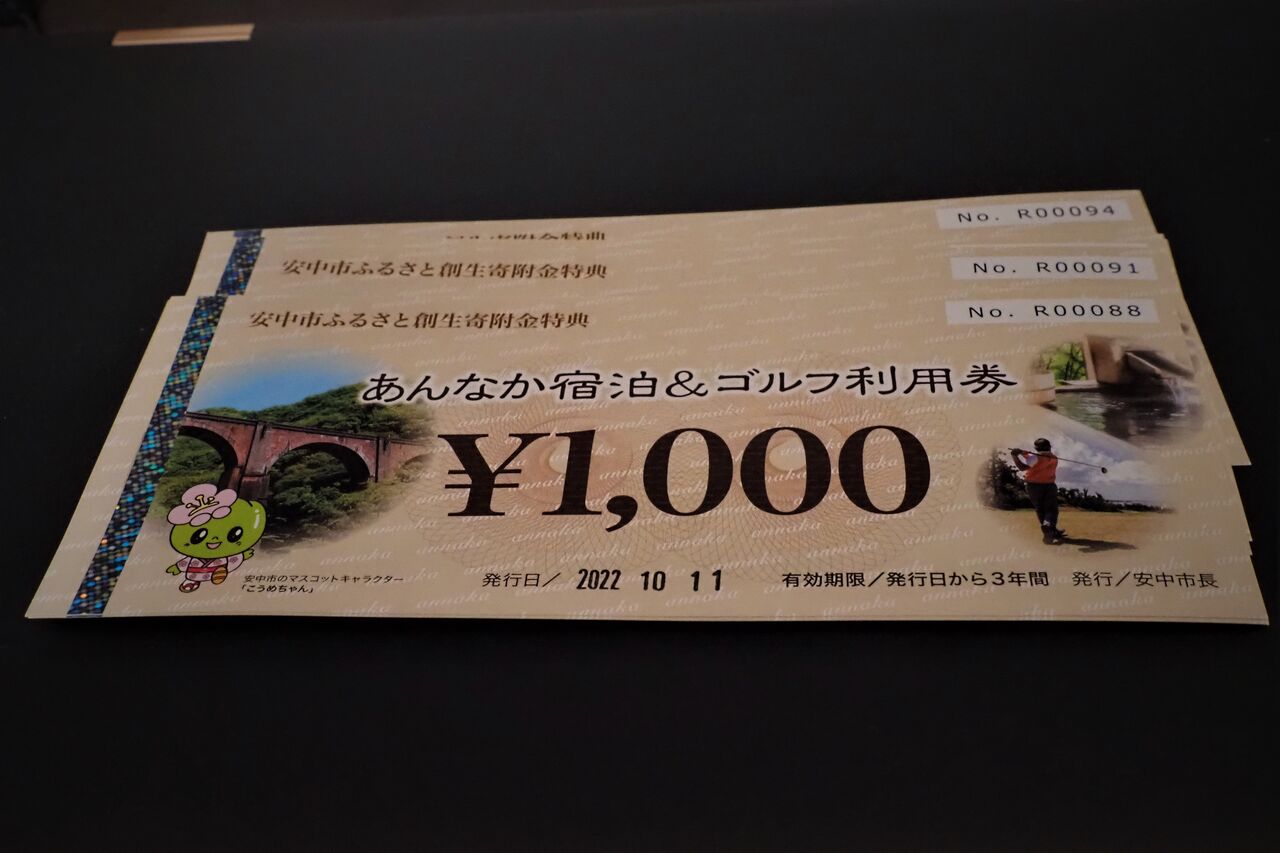 No. R00094
安中市ふるさと創生寄附金特典
No. R00091
安中市ふるさと創生寄附金特典
No. R00088
あんなか宿泊&ゴルフ利用券
¥1,000
安中市のマスコットキャラクター
「こうめちゃん」
発行日/ 2022 10 11
有効期限/発行日から3年間 発行/安中市長
annaka